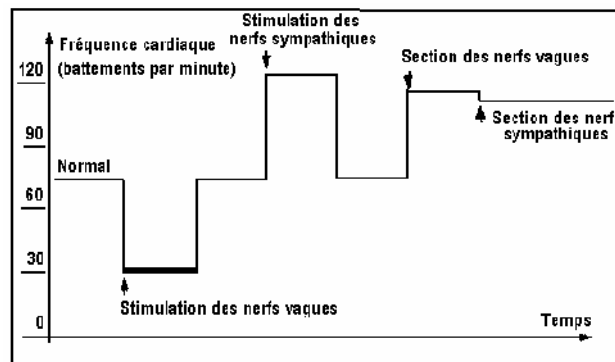 Stimulation des
nerfs sympathiques
Fréquence cardiaque
(battements par minute)
Section des nerfs vagues
120
90
Section des nerf
sympathiques
Normal
60
30
Stimulation des nerfs vagues
Temps
0